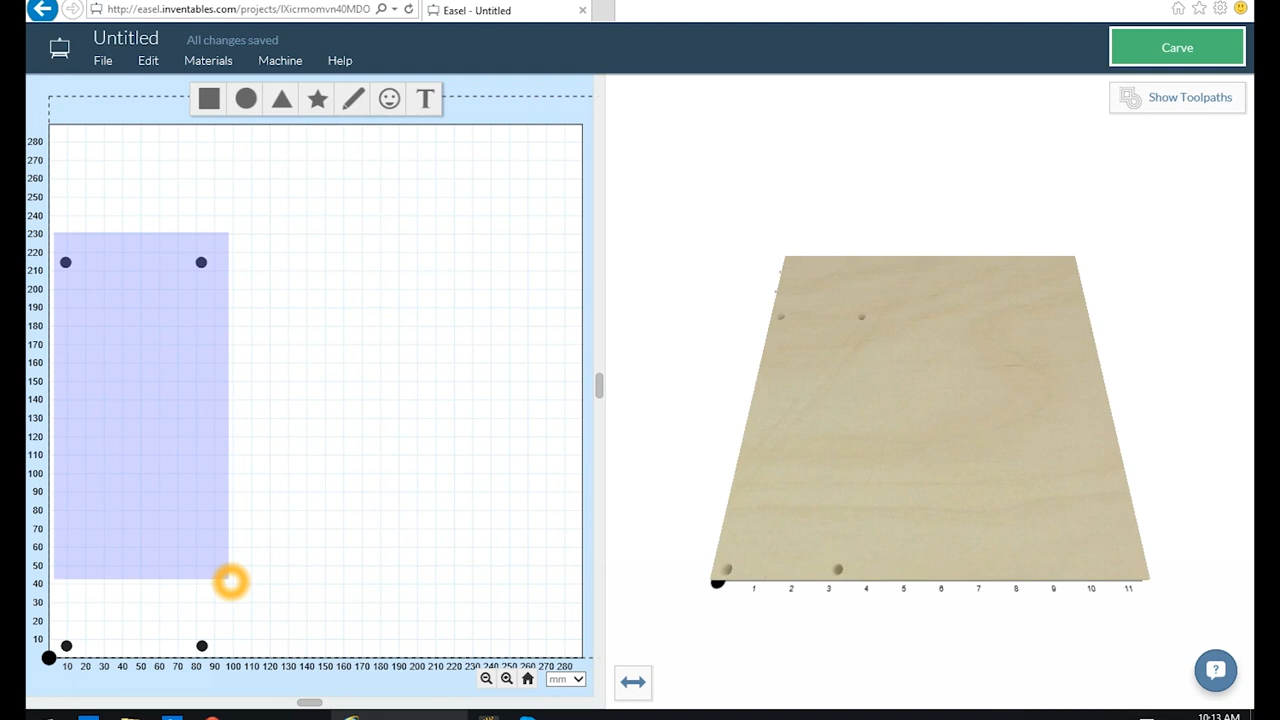 http://easel.inventables.com/projects/IXicrmomvn40MDO
Easel - Untitled
Untitled
All changes saved
File Edit Materials Machine Help
Carve
T
Show Toolpaths
280
270
260
250
240
230
220
210
200
190
180
170
160
150
140
130
120
110
100
90
80
70
60
50
40
30
20
10
10 20 30 40 50 60 70 80 90 100 110 120 130 140 150 160 170 180 190 200 210 220 230 240 250 260 270 280
mm
1 2 3 4 5 6 7 8 9 10 11
10:13 AM